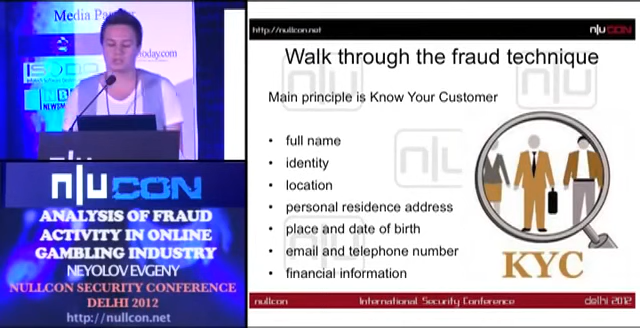 Media
today.com
n|u
CON
ANALYSIS OF FRAUD
ACTIVITY IN ONLINE
GAMBLING INDUSTRY
NEYOLOV EVGENY
NULLCON SECURITY CONFERENCE
DELHI 2012
http://nullcon.net
http://nullcon.net
n|u
Walk through the fraud technique
Main principle is Know Your Customer
• full name
• identity
• location
• personal residence address
• place and date of birth
• email and telephone number
• financial information
KYC
nullcon
International Security Conference
delhi 2012